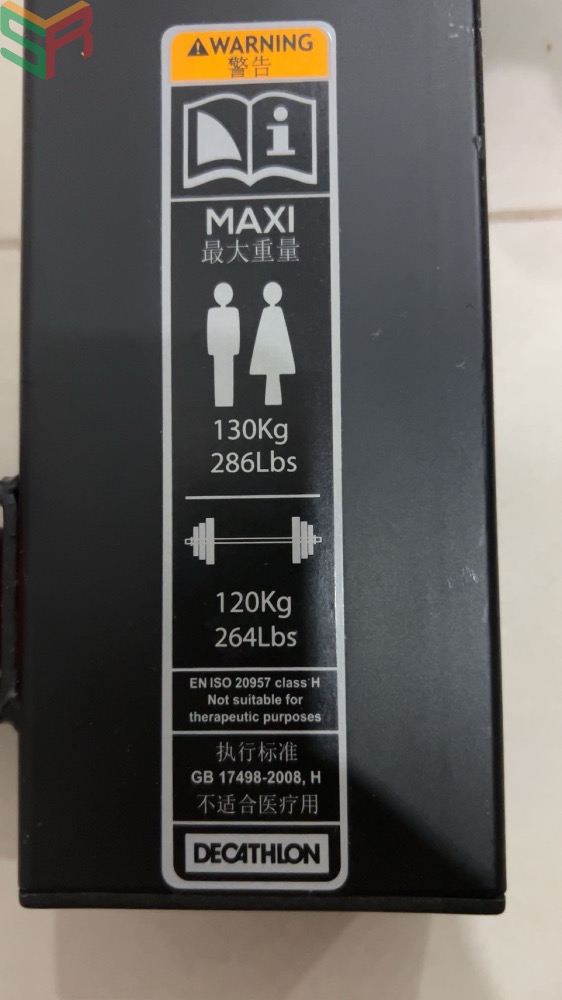 SR
WARNING
警告
i
MAXI
最大重量
130Kg
286Lbs
120Kg
264Lbs
EN ISO 20957 class H
Not suitable for
therapeutic purposes
执行标准
GB 17498-2008, H
不适合医疗用
DECATHLON